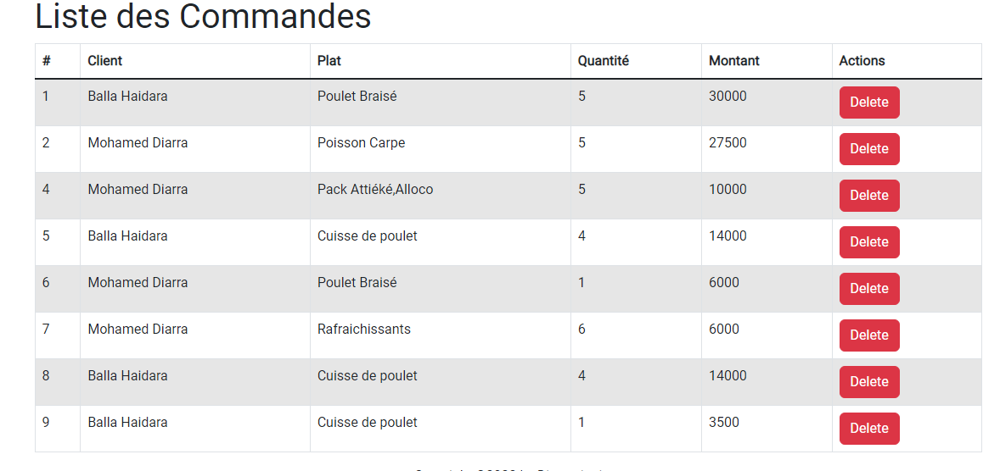 Liste des Commandes
# Client Plat Quantité Montant Actions
1 Balla Haidara Poulet Braisé 5 30000 Delete
2 Mohamed Diarra Poisson Carpe 5 27500 Delete
4 Mohamed Diarra Pack Attiéké,Alloco 5 10000 Delete
5 Balla Haidara Cuisse de poulet 4 14000 Delete
6 Mohamed Diarra Poulet Braisé 1 6000 Delete
7 Mohamed Diarra Rafraichissants 6 6000 Delete
8 Balla Haidara Cuisse de poulet 4 14000 Delete
9 Balla Haidara Cuisse de poulet 1 3500 Delete